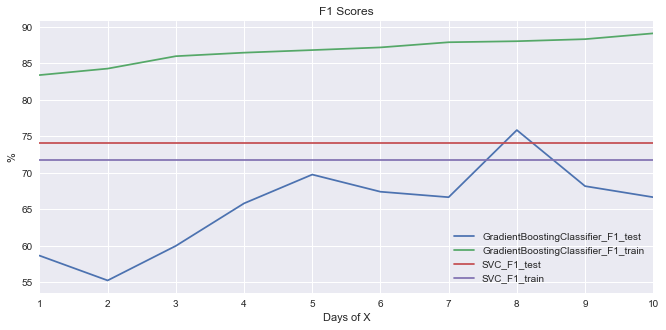 F1 Scores
90
85
80
75
70
65
60
55
%
GradientBoostingClassifier_F1_test
GradientBoostingClassifier_F1_train
SVC_F1_test
SVC_F1_train
1 2 3 4 5 6 7 8 9 10
Days of X